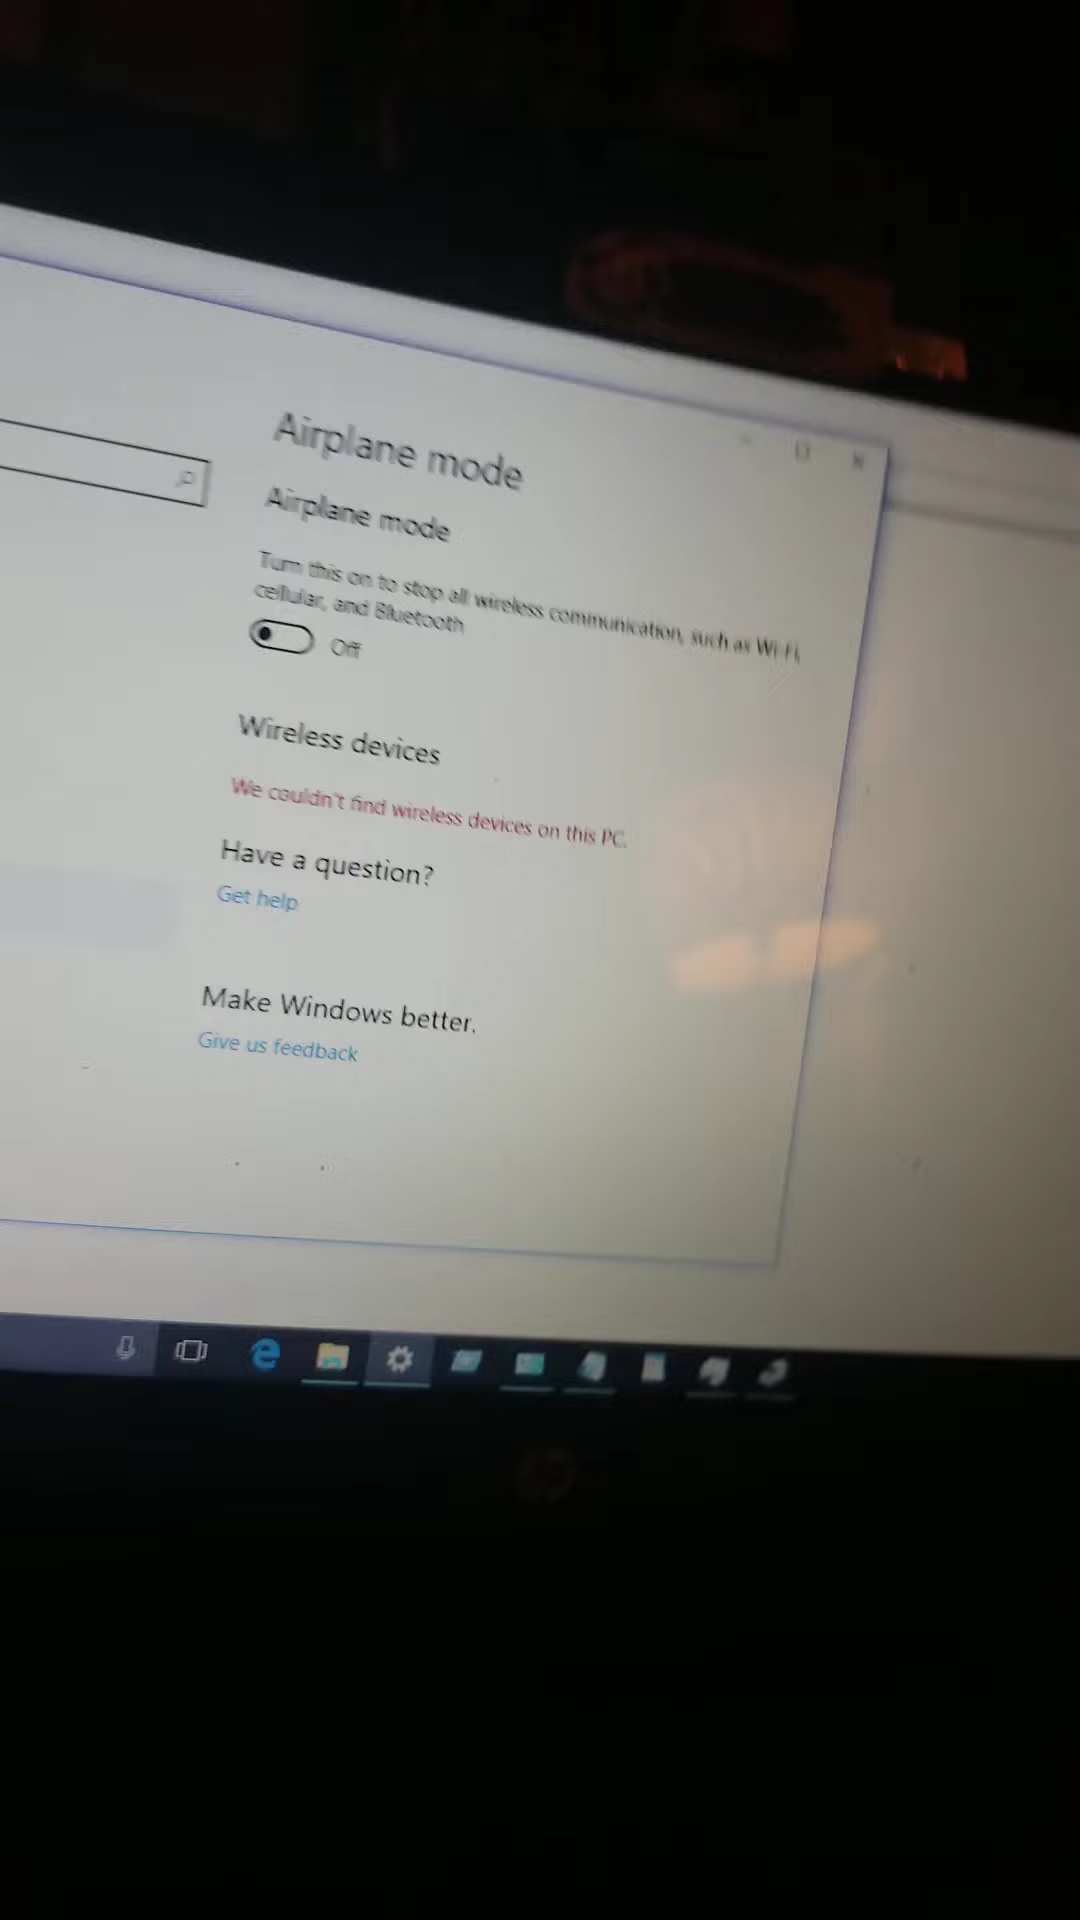 Airplane mode
Airplane mode
Turn this on to stop all wireless communication, such as Wi-Fi,
cellular, and Bluetooth
Off
Wireless devices
We couldn't find wireless devices on this PC.
Have a question?
Get help
Make Windows better.
Give us feedback
hp